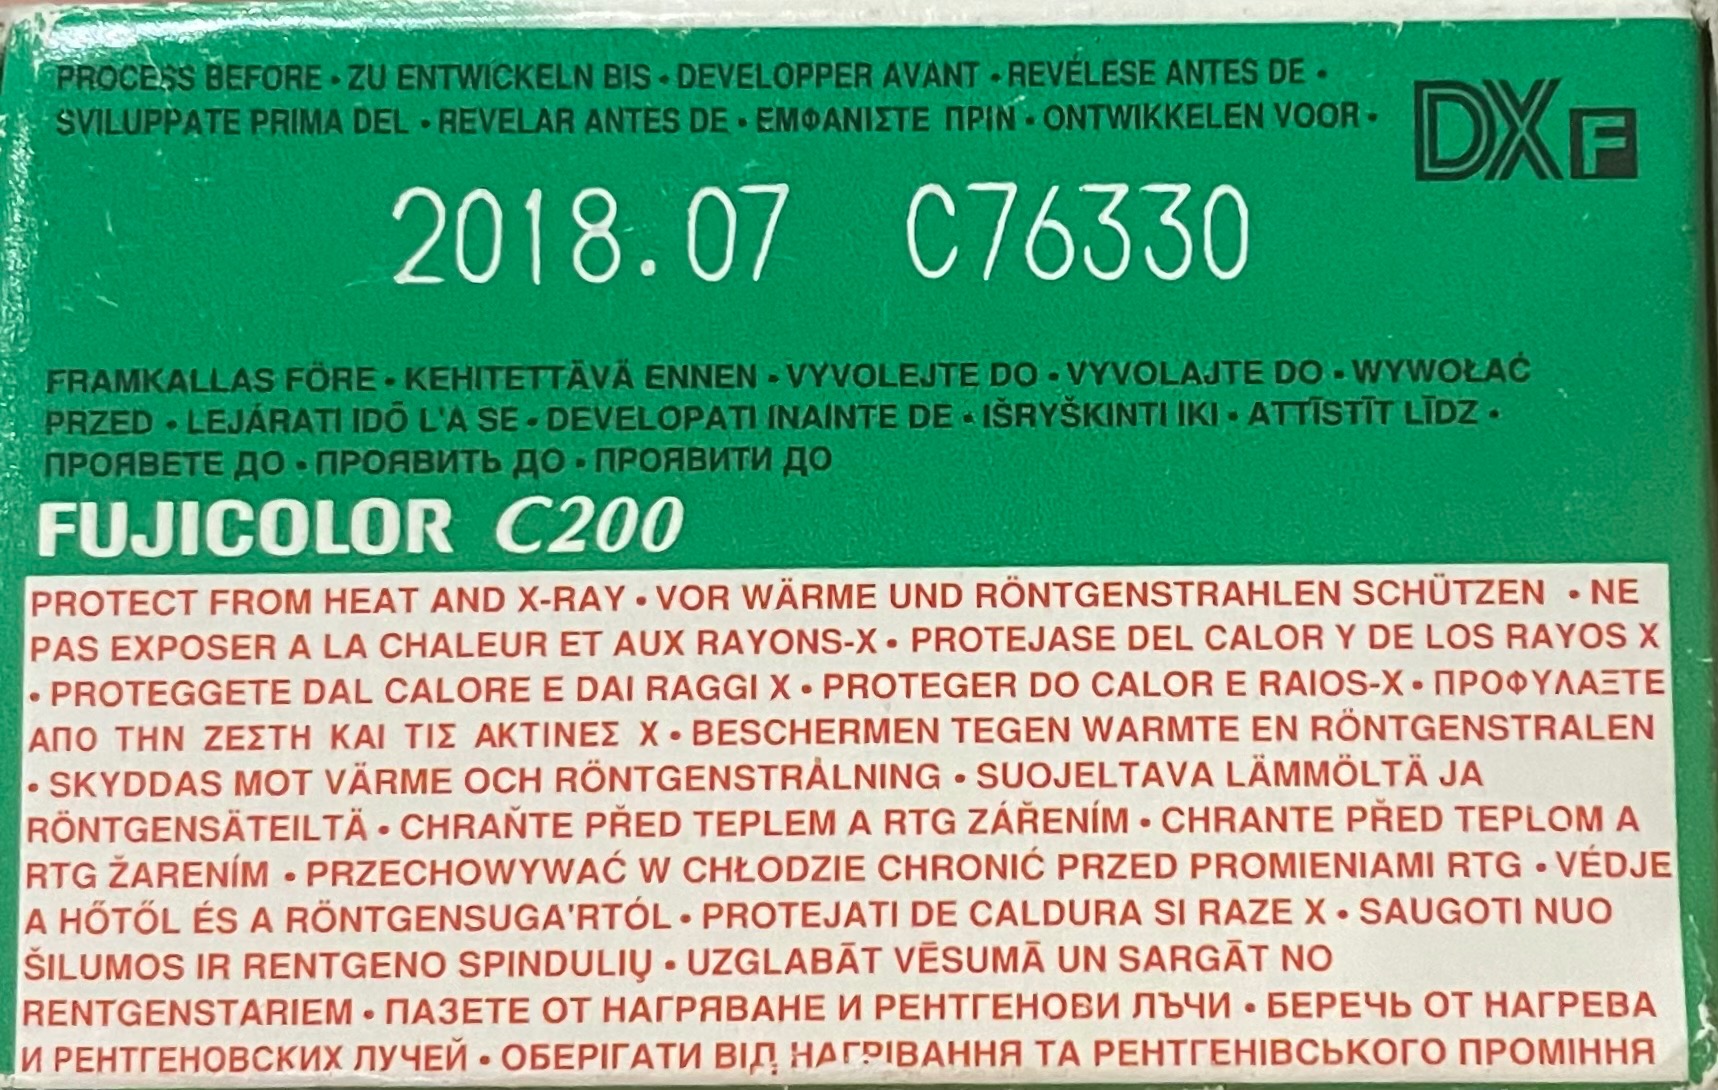 PROCESS BEFORE • ZU ENTWICKELN BIS • DEVELOPPER AVANT • REVÉLESE ANTES DE •
SVILUPPATE PRIMA DEL • REVELAR ANTES DE • ΕΜΦΑΝΙΣΤΕ ΠΡΙΝ • ONTWIKKELEN VOOR •
DX F
2018.07 C76330
FRAMKALLAS FÖRE • KEHITETTÄVÄ ENNEN • VYVOLEJTE DO • VYVOLAJTE DO • WYWOŁAĆ
PRZED • LEJÁRATI IDŐ L'A SE • DEVELOPATI INAINTE DE • IŠRYŠKINTI IKI • ATTĪSTĪT LĪDZ •
ПРОЯВЕТЕ ДО • ПРОЯВИТЬ ДО • ПРОЯВИТИ ДО
FUJICOLOR C200
PROTECT FROM HEAT AND X-RAY • VOR WÄRME UND RÖNTGENSTRAHLEN SCHÜTZEN • NE
PAS EXPOSER A LA CHALEUR ET AUX RAYONS-X • PROTEJASE DEL CALOR Y DE LOS RAYOS X
• PROTEGGETE DAL CALORE E DAI RAGGI X • PROTEGER DO CALOR E RAIOS-X • ΠΡΟΦΥΛΑΞΤΕ
ΑΠΟ ΤΗΝ ΖΕΣΤΗ ΚΑΙ ΤΙΣ ΑΚΤΙΝΕΣ Χ • BESCHERMEN TEGEN WARMTE EN RÖNTGENSTRALEN
• SKYDDAS MOT VÄRME OCH RÖNTGENSTRÅLNING • SUOJELTAVA LÄMMÖLTÄ JA
RÖNTGENSÄTEILTÄ • CHRAŇTE PŘED TEPLEM A RTG ZÁŘENÍM • CHRANTE PŘED TEPLOM A
RTG ŽARENÍM • PRZECHOWYWAĆ W CHŁODZIE CHRONIĆ PRZED PROMIENIAMI RTG • VÉDJE
A HŐTŐL ÉS A RÖNTGENSUGA'RTÓL • PROTEJATI DE CALDURA SI RAZE X • SAUGOTI NUO
ŠILUMOS IR RENTGENO SPINDULIŲ • UZGLABĀT VĒSUMĀ UN SARGĀT NO
RENTGENSTARIEM • ПАЗЕТЕ ОТ НАГРЯВАНЕ И РЕНТГЕНОВИ ЛЪЧИ • БЕРЕЧЬ ОТ НАГРЕВА
И РЕНТГЕНОВСКИХ ЛУЧЕЙ • ОБЕРІГАТИ ВІД НАГРІВАННЯ ТА РЕНТГЕНІВСЬКОГО ПРОМІННЯ